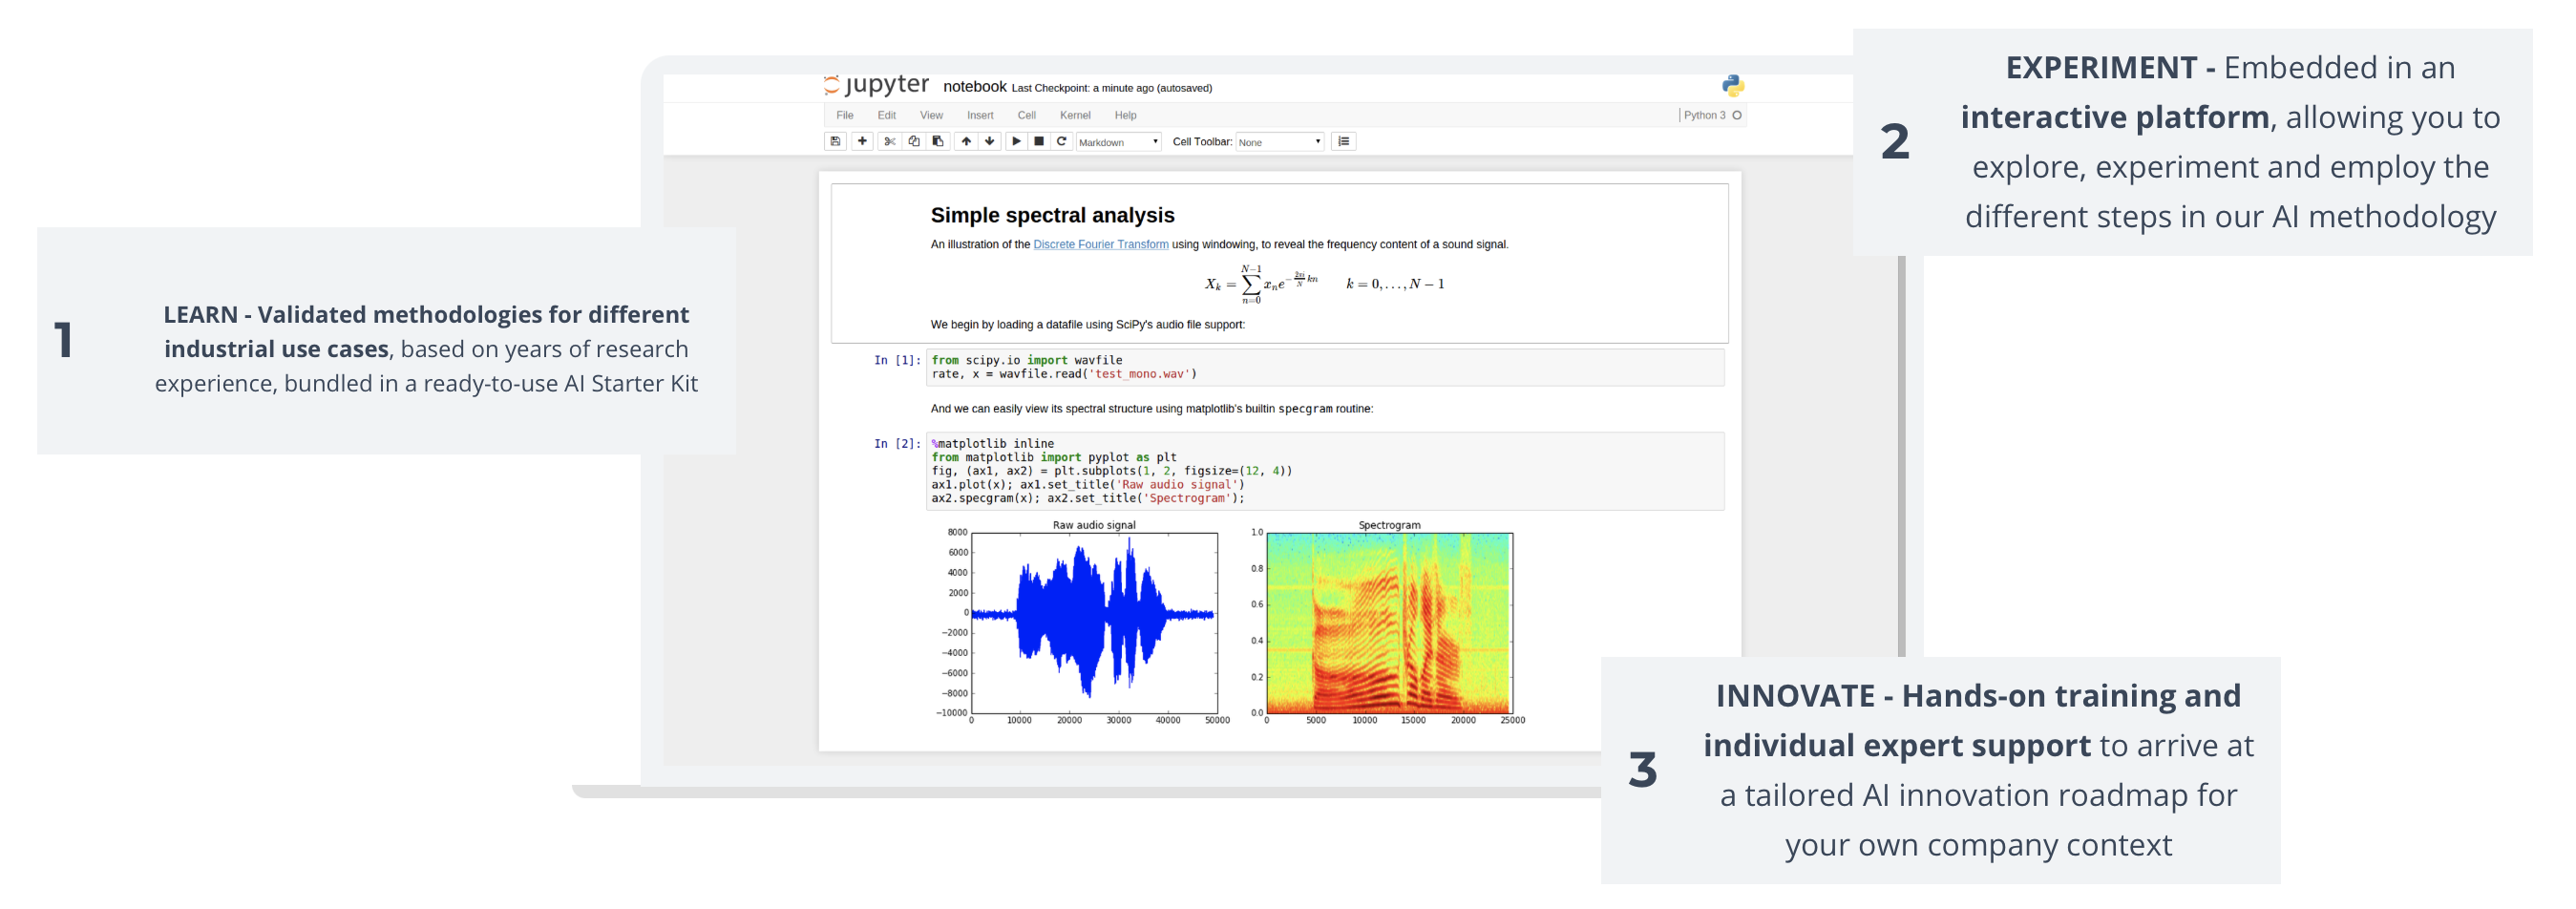 1
LEARN - Validated methodologies for different
industrial use cases, based on years of research
experience, bundled in a ready-to-use AI Starter Kit
jupyter notebook Last Checkpoint: a minute ago (autosaved)
File Edit View Insert Cell Kernel Help Python 3
Markdown Cell Toolbar: None
Simple spectral analysis
An illustration of the Discrete Fourier Transform using windowing, to reveal the frequency content of a sound signal.
X_k = \sum_{n=0}^{N-1} x_n e^{-\frac{2\pi i}{N} kn} k = 0, . . . , N − 1
We begin by loading a datafile using SciPy's audio file support:
In [1]: from scipy.io import wavfile
rate, x = wavfile.read('test_mono.wav')
And we can easily view its spectral structure using matplotlib's builtin specgram routine:
In [2]: %matplotlib inline
from matplotlib import pyplot as plt
fig, (ax1, ax2) = plt.subplots(1, 2, figsize=(12, 4))
ax1.plot(x); ax1.set_title('Raw audio signal')
ax2.specgram(x); ax2.set_title('Spectrogram');
Raw audio signal
8000
6000
4000
2000
0
−2000
−4000
−6000
−8000
−10000
0 10000 20000 30000 40000 50000
Spectrogram
1.0
0.8
0.6
0.4
0.2
0.0
0 5000 10000 15000 20000 25000
2
EXPERIMENT - Embedded in an
interactive platform, allowing you to
explore, experiment and employ the
different steps in our AI methodology
3
INNOVATE - Hands-on training and
individual expert support to arrive at
a tailored AI innovation roadmap for
your own company context